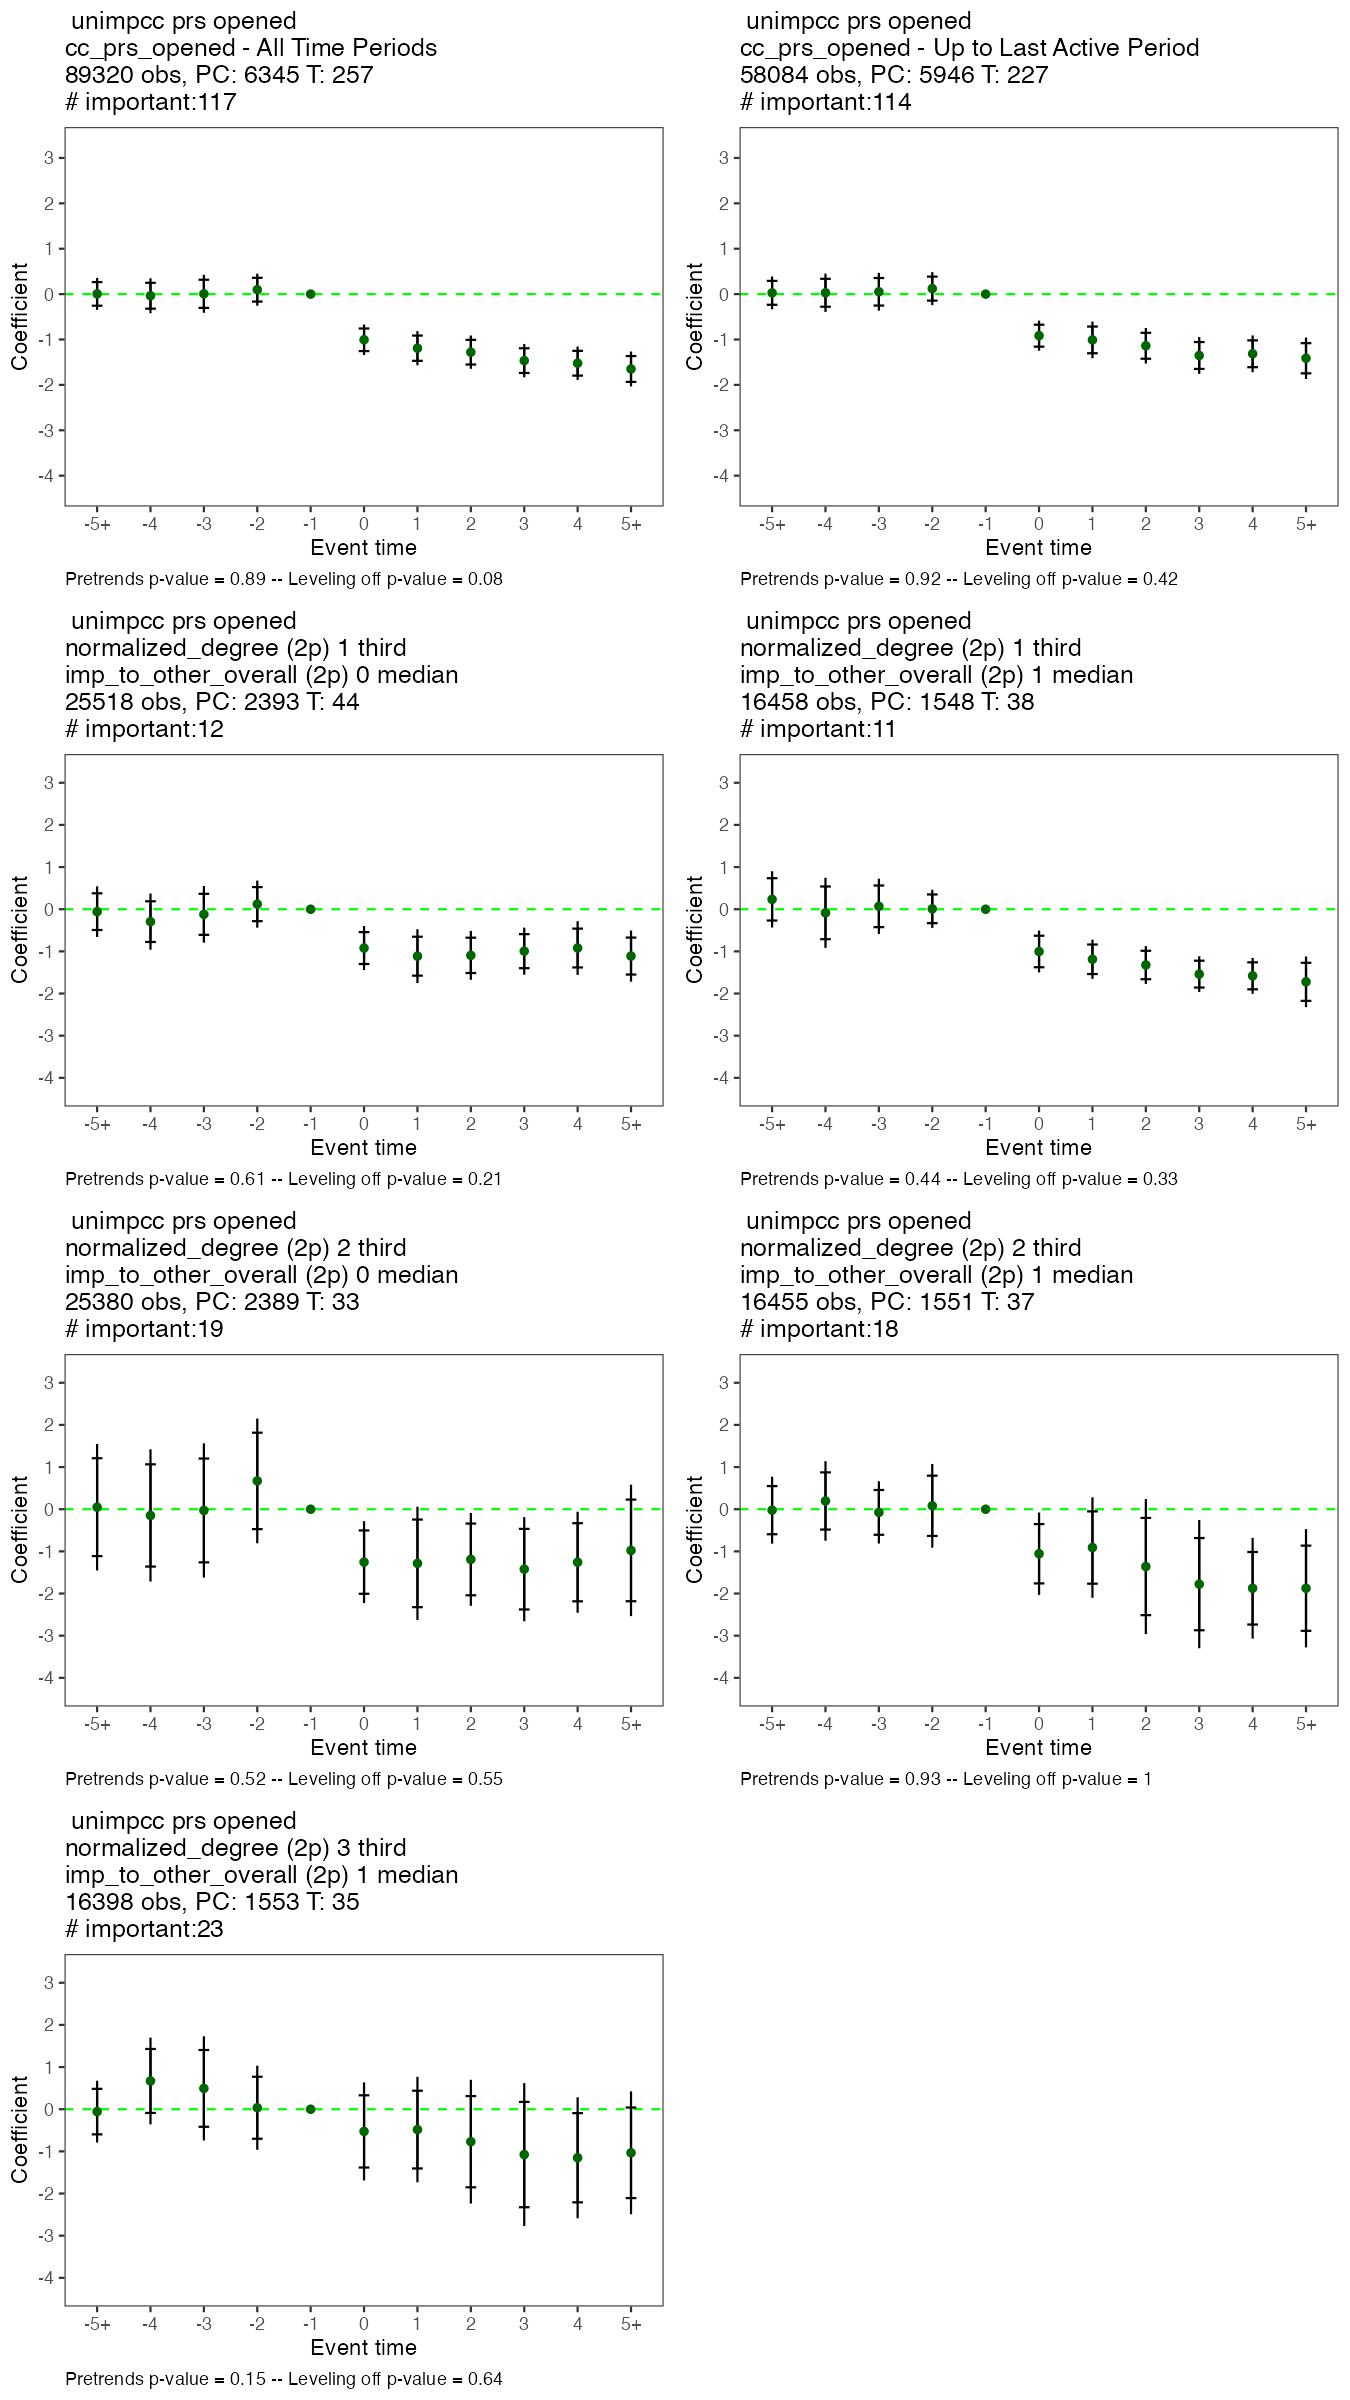 unimpcc prs opened
cc_prs_opened - All Time Periods
89320 obs, PC: 6345 T: 257
# important:117
3
2
1
0
-1
-2
-3
-4
Coefficient
-5+ -4 -3 -2 -1 0 1 2 3 4 5+
Event time
Pretrends p-value = 0.89 -- Leveling off p-value = 0.08
unimpcc prs opened
cc_prs_opened - Up to Last Active Period
58084 obs, PC: 5946 T: 227
# important:114
3
2
1
0
-1
-2
-3
-4
Coefficient
-5+ -4 -3 -2 -1 0 1 2 3 4 5+
Event time
Pretrends p-value = 0.92 -- Leveling off p-value = 0.42
unimpcc prs opened
normalized_degree (2p) 1 third
imp_to_other_overall (2p) 0 median
25518 obs, PC: 2393 T: 44
# important:12
3
2
1
0
-1
-2
-3
-4
Coefficient
-5+ -4 -3 -2 -1 0 1 2 3 4 5+
Event time
Pretrends p-value = 0.61 -- Leveling off p-value = 0.21
unimpcc prs opened
normalized_degree (2p) 1 third
imp_to_other_overall (2p) 1 median
16458 obs, PC: 1548 T: 38
# important:11
3
2
1
0
-1
-2
-3
-4
Coefficient
-5+ -4 -3 -2 -1 0 1 2 3 4 5+
Event time
Pretrends p-value = 0.44 -- Leveling off p-value = 0.33
unimpcc prs opened
normalized_degree (2p) 2 third
imp_to_other_overall (2p) 0 median
25380 obs, PC: 2389 T: 33
# important:19
3
2
1
0
-1
-2
-3
-4
Coefficient
-5+ -4 -3 -2 -1 0 1 2 3 4 5+
Event time
Pretrends p-value = 0.52 -- Leveling off p-value = 0.55
unimpcc prs opened
normalized_degree (2p) 2 third
imp_to_other_overall (2p) 1 median
16455 obs, PC: 1551 T: 37
# important:18
3
2
1
0
-1
-2
-3
-4
Coefficient
-5+ -4 -3 -2 -1 0 1 2 3 4 5+
Event time
Pretrends p-value = 0.93 -- Leveling off p-value = 1
unimpcc prs opened
normalized_degree (2p) 3 third
imp_to_other_overall (2p) 1 median
16398 obs, PC: 1553 T: 35
# important:23
3
2
1
0
-1
-2
-3
-4
Coefficient
-5+ -4 -3 -2 -1 0 1 2 3 4 5+
Event time
Pretrends p-value = 0.15 -- Leveling off p-value = 0.64